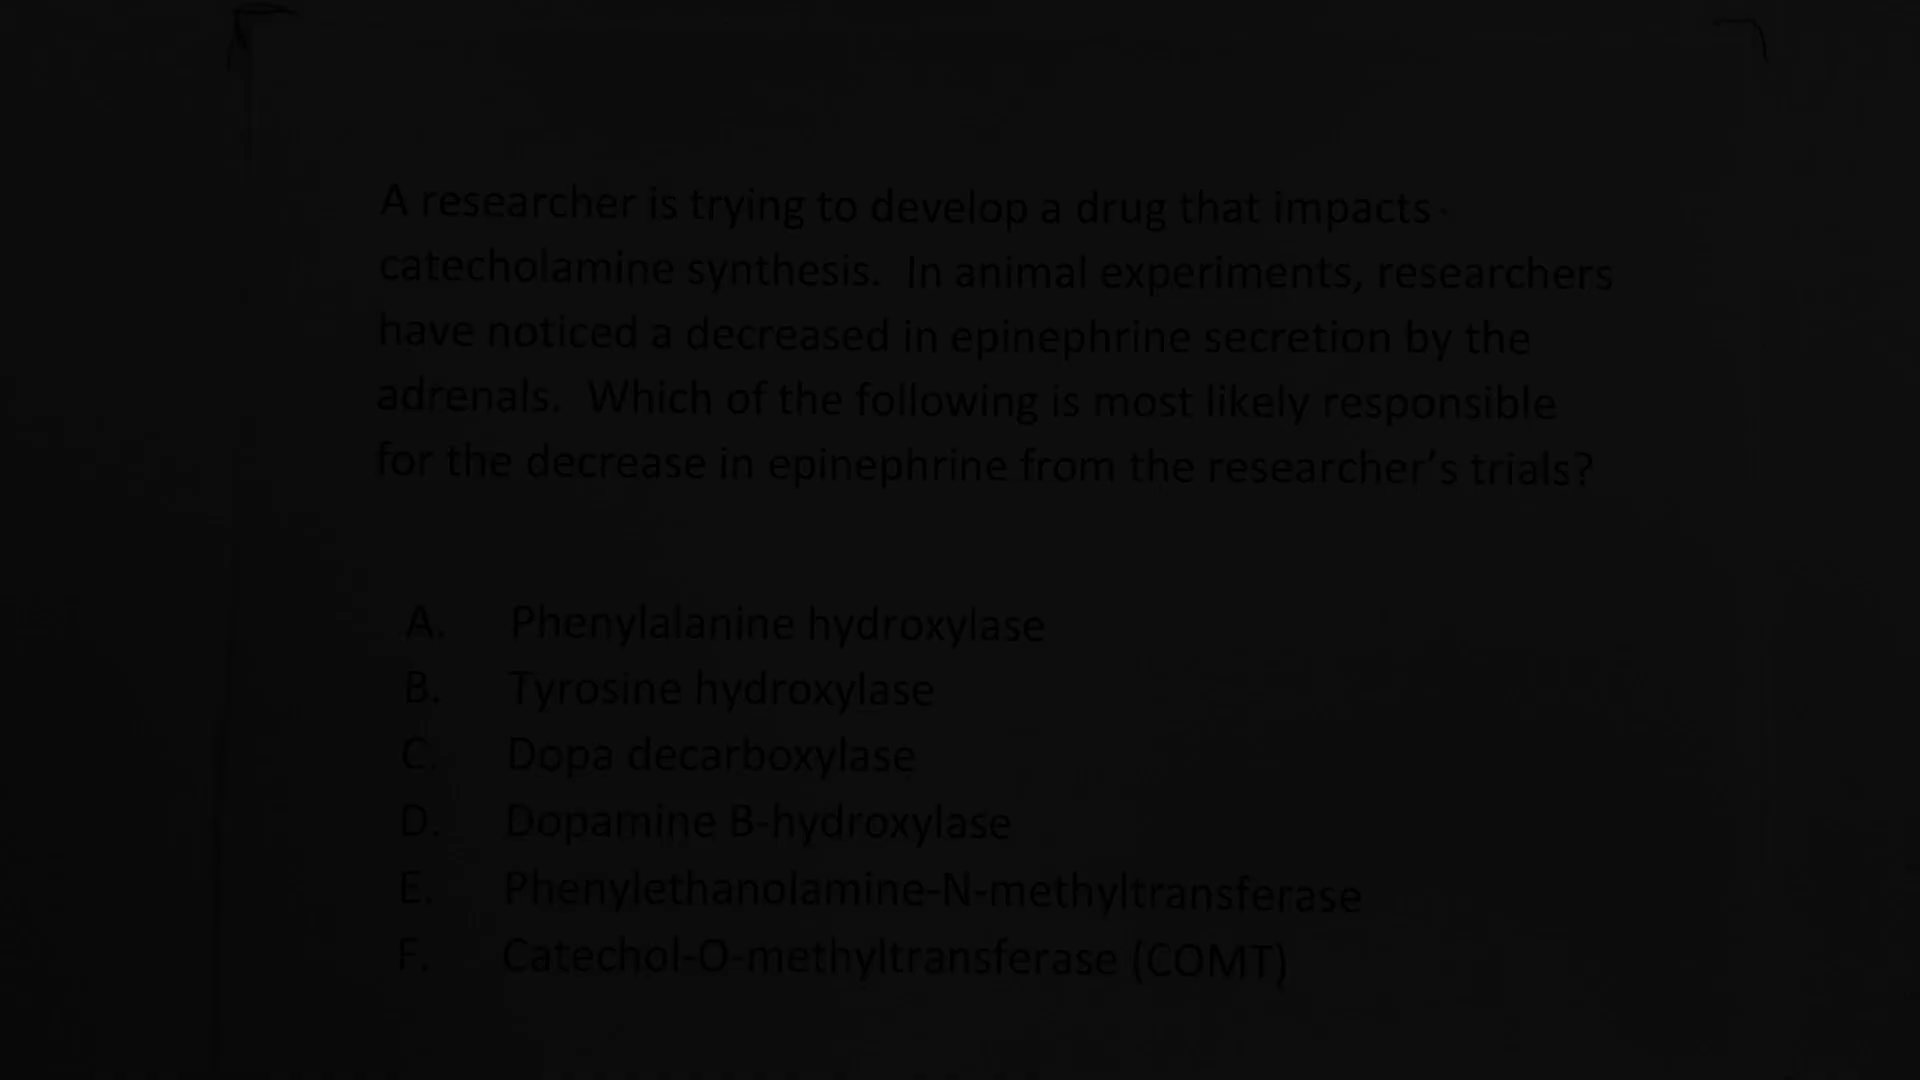 A researcher is trying to develop a drug that impacts
catecholamine synthesis. In animal experiments, researchers
have noticed a decreased in epinephrine secretion by the
adrenals. Which of the following is most likely responsible
for the decrease in epinephrine from the researcher's trials?
A. Phenylalanine hydroxylase
B. Tyrosine hydroxylase
C. Dopa decarboxylase
D. Dopamine B-hydroxylase
E. Phenylethanolamine-N-methyltransferase
F. Catechol-O-methyltransferase (COMT)